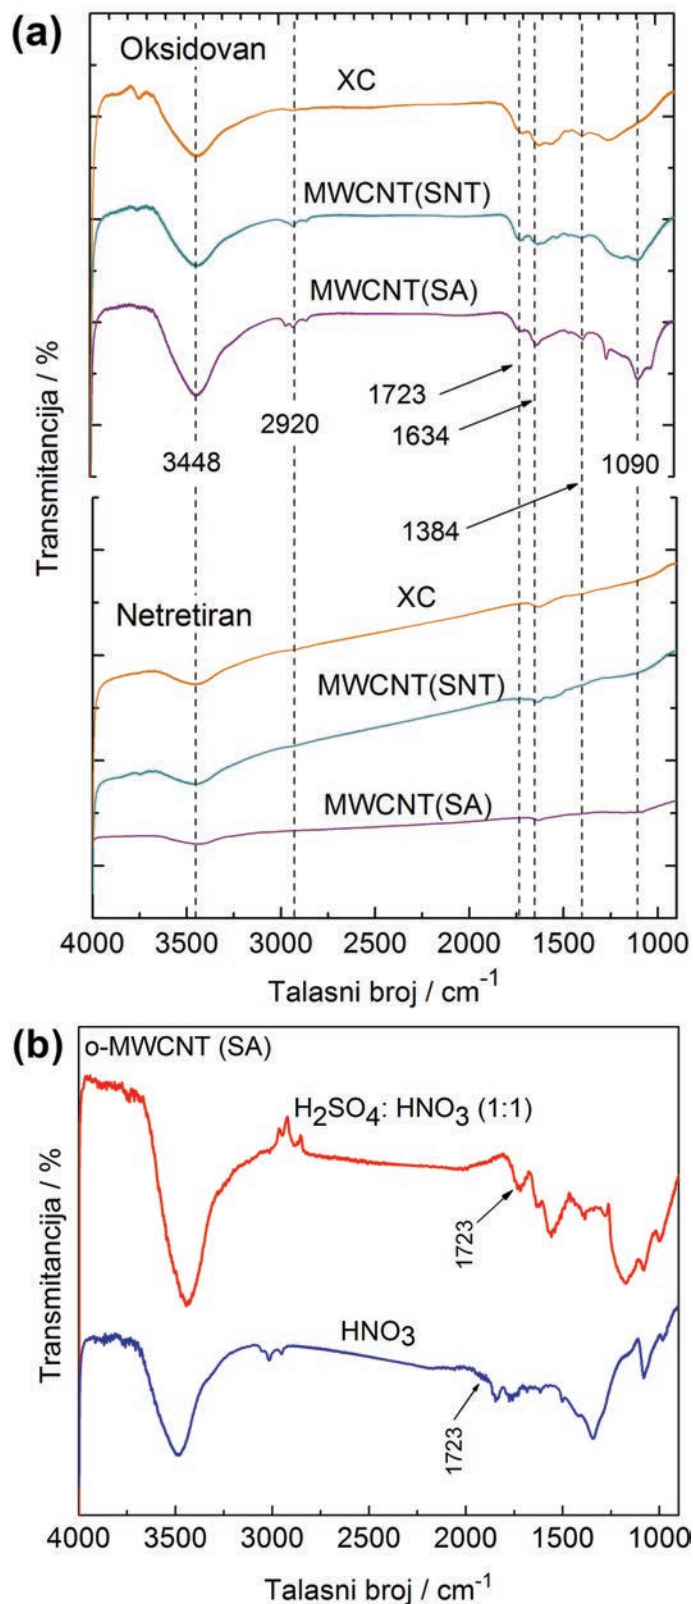 (a)
Oksidovan
XC
MWCNT(SNT)
MWCNT(SA)
1723
2920
1634
3448
1090
1384
Transmitancija / %
XC
Netretiran
MWCNT(SNT)
MWCNT(SA)
4000 3500 3000 2500 2000 1500 1000
Talasni broj / cm⁻¹
(b)
o-MWCNT (SA)
H₂SO₄: HNO₃ (1:1)
1723
Transmitancija / %
HNO₃
1723
4000 3500 3000 2500 2000 1500 1000
Talasni broj / cm⁻¹